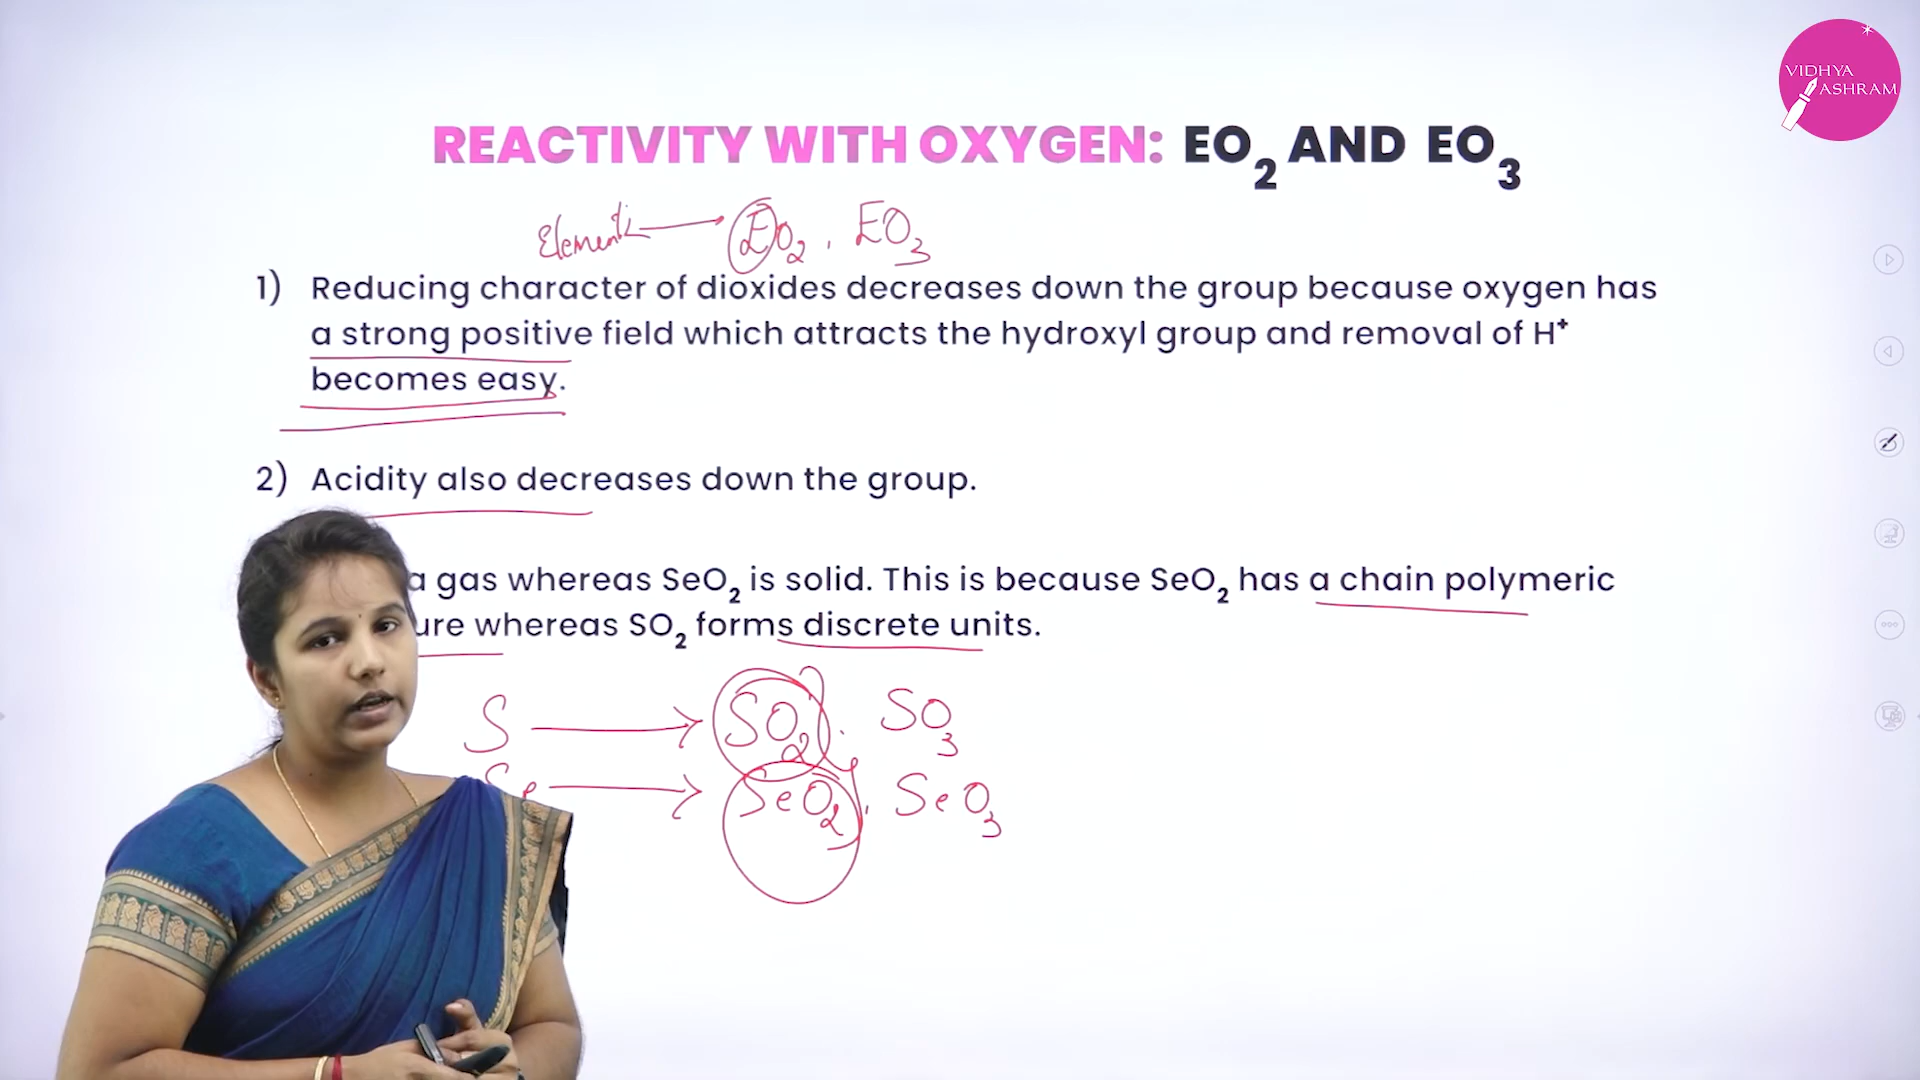 VIDHYA
ASHRAM
REACTIVITY WITH OXYGEN: EO₂ AND EO₃
Element → EO₂, EO₃
1) Reducing character of dioxides decreases down the group because oxygen has
a strong positive field which attracts the hydroxyl group and removal of H⁺
becomes easy.
2) Acidity also decreases down the group.
a gas whereas SeO₂ is solid. This is because SeO₂ has a chain polymeric
ure whereas SO₂ forms discrete units.
S → SO₂, SO₃
Se → SeO₂, SeO₃